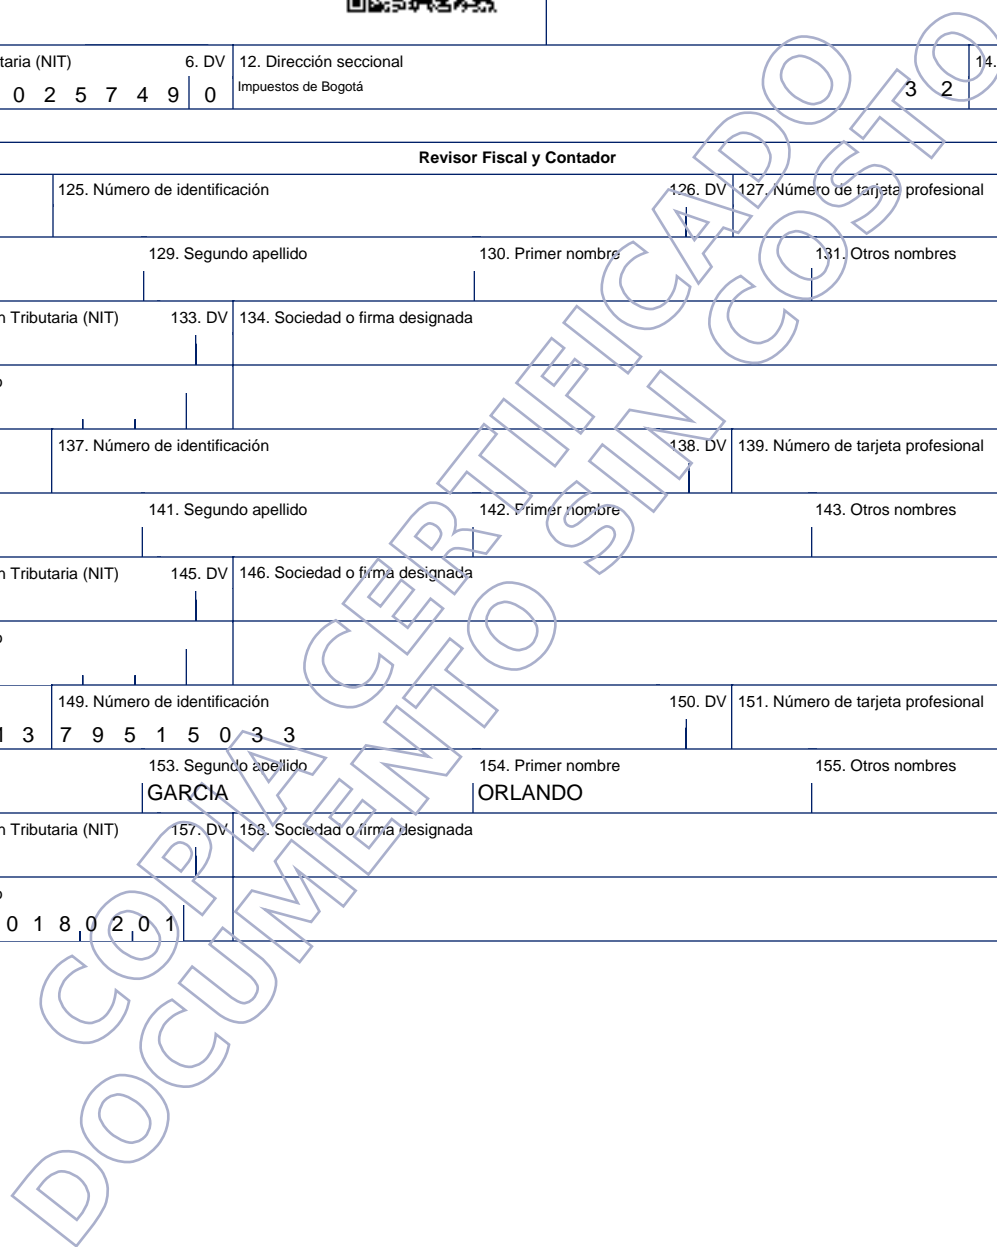 taria (NIT) 6. DV 12. Dirección seccional 14.
0 2 5 7 4 9 0 Impuestos de Bogotá 3 2
Revisor Fiscal y Contador
125. Número de identificación 126. DV 127. Número de tarjeta profesional
129. Segundo apellido 130. Primer nombre 131. Otros nombres
n Tributaria (NIT) 133. DV 134. Sociedad o firma designada
o
137. Número de identificación 138. DV 139. Número de tarjeta profesional
141. Segundo apellido 142. Primer nombre 143. Otros nombres
n Tributaria (NIT) 145. DV 146. Sociedad o firma designada
o
149. Número de identificación 150. DV 151. Número de tarjeta profesional
1 3 7 9 5 1 5 0 3 3
153. Segundo apellido 154. Primer nombre 155. Otros nombres
GARCIA ORLANDO
n Tributaria (NIT) 157. DV 158. Sociedad o firma designada
o
0 1 8 0 2 0 1
COPIA CERTIFICADO
DOCUMENTO SIN COSTO